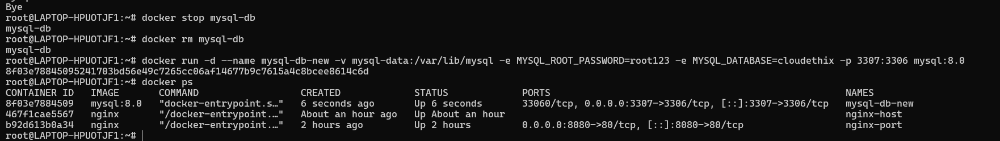 Bye
root@LAPTOP-HPUOTJF1:~# docker stop mysql-db
mysql-db
root@LAPTOP-HPUOTJF1:~# docker rm mysql-db
mysql-db
root@LAPTOP-HPUOTJF1:~# docker run -d --name mysql-db-new -v mysql-data:/var/lib/mysql -e MYSQL_ROOT_PASSWORD=root123 -e MYSQL_DATABASE=cloudethix -p 3307:3306 mysql:8.0
8f03e78845095241703bd56e49c7265cc06af14677b9c7615a4c8bcee8614c6d
root@LAPTOP-HPUOTJF1:~# docker ps
CONTAINER ID   IMAGE       COMMAND                  CREATED             STATUS             PORTS                                                    NAMES
8f03e7884509   mysql:8.0   "docker-entrypoint.s…"   6 seconds ago       Up 6 seconds       33060/tcp, 0.0.0.0:3307->3306/tcp, [::]:3307->3306/tcp   mysql-db-new
467f1cae5567   nginx       "/docker-entrypoint.…"   About an hour ago   Up About an hour                                                            nginx-host
b92d613b0a34   nginx       "/docker-entrypoint.…"   2 hours ago         Up 2 hours         0.0.0.0:8080->80/tcp, [::]:8080->80/tcp                  nginx-port
root@LAPTOP-HPUOTJF1:~#